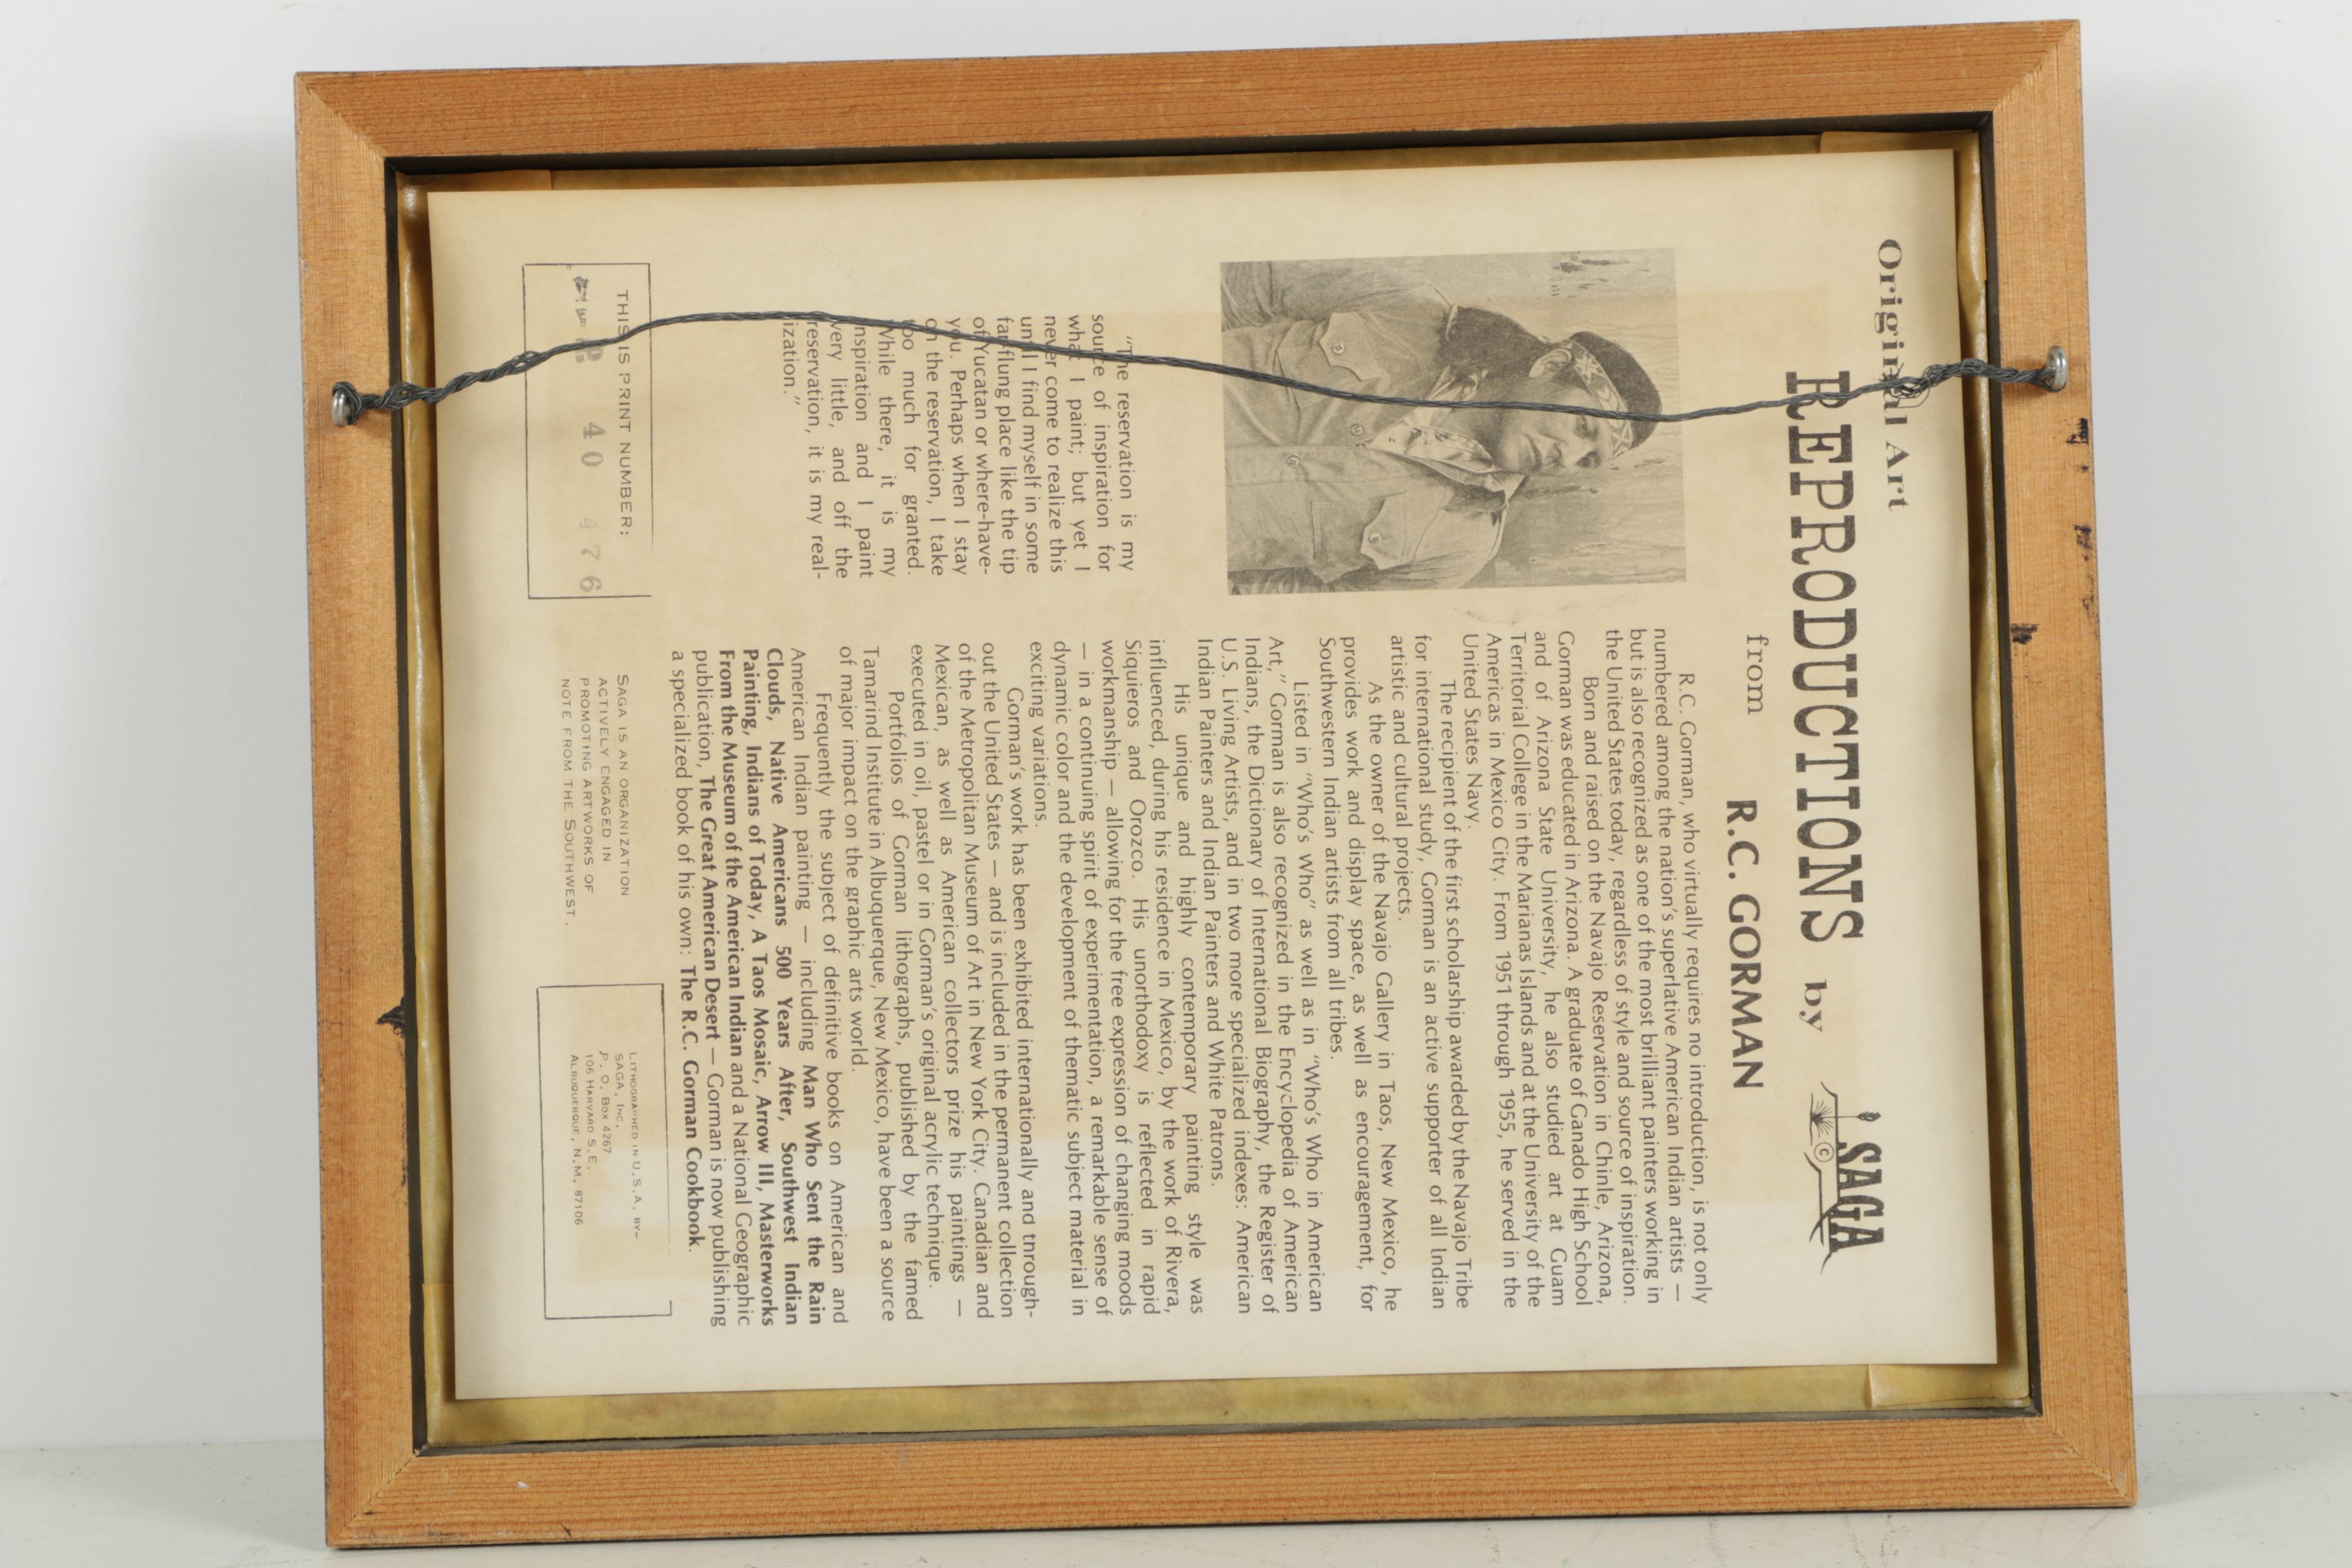 Original Art
REPRODUCTIONS by SAGA ©
from R.C. GORMAN
"The reservation is my
source of inspiration for
what I paint; but yet I
never come to realize this
until I find myself in some
far-flung place like the tip
of Yucatan or where-have-
you. Perhaps when I stay
on the reservation, I take
too much for granted.
While there, it is my
inspiration and I paint
very little, and off the
reservation, it is my real-
ization."
R.C. Gorman, who virtually requires no introduction, is not only
numbered among the nation's superlative American Indian artists —
but is also recognized as one of the most brilliant painters working in
the United States today, regardless of style and source of inspiration.
Born and raised on the Navajo Reservation in Chinle, Arizona,
Gorman was educated in Arizona. A graduate of Ganado High School
and of Arizona State University, he also studied art at Guam
Territorial College in the Marianas Islands and at the University of the
Americas in Mexico City. From 1951 through 1955, he served in the
United States Navy.
The recipient of the first scholarship awarded by the Navajo Tribe
for international study, Gorman is an active supporter of all Indian
artistic and cultural projects.
As the owner of the Navajo Gallery in Taos, New Mexico, he
provides work and display space, as well as encouragement, for
Southwestern Indian artists from all tribes.
Listed in "Who's Who" as well as in "Who's Who in American
Art," Gorman is also recognized in the Encyclopedia of American
Indians, the Dictionary of International Biography, the Register of
U.S. Living Artists, and in two more specialized indexes: American
Indian Painters and Indian Painters and White Patrons.
His unique and highly contemporary painting style was
influenced, during his residence in Mexico, by the work of Rivera,
Siquieros and Orozco. His unorthodoxy is reflected in rapid
workmanship — allowing for the free expression of changing moods
— in a continuing spirit of experimentation, a remarkable sense of
dynamic color and the development of thematic subject material in
exciting variations.
Gorman's work has been exhibited internationally and through-
out the United States — and is included in the permanent collection
of the Metropolitan Museum of Art in New York City. Canadian and
Mexican, as well as American collectors prize his paintings —
executed in oil, pastel or in Gorman's original acrylic technique.
Portfolios of Gorman lithographs, published by the famed
Tamarind Institute in Albuquerque, New Mexico, have been a source
of major impact on the graphic arts world.
Frequently the subject of definitive books on American and
American Indian painting — including Man Who Sent the Rain
Clouds, Native Americans 500 Years After, Southwest Indian
Painting, Indians of Today, A Taos Mosaic, Arrow III, Masterworks
From the Museum of the American Indian and a National Geographic
publication, The Great American Desert — Gorman is now publishing
a specialized book of his own: The R.C. Gorman Cookbook.
THIS IS PRINT NUMBER:
40 476
SAGA IS AN ORGANIZATION
ACTIVELY ENGAGED IN
PROMOTING ARTWORKS OF
NOTE FROM THE SOUTHWEST.
LITHOGRAPHED IN U.S.A. BY–
SAGA, INC.
P. O. BOX 4267
106 HARVARD S.E.
ALBUQUERQUE, N.M. 87106